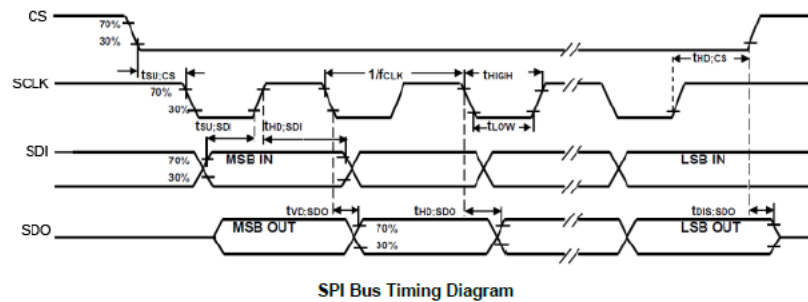 CS
70%
30%
tSU;CS
1/fCLK
tHIGIH
tHD;CS
SCLK
70%
30%
tSU;SDI
tHD;SDI
tLOW
SDI
70%
MSB IN
LSB IN
30%
tVD;SDO
tHD;SDO
tDIS;SDO
SDO
MSB OUT
70%
LSB OUT
30%
SPI Bus Timing Diagram